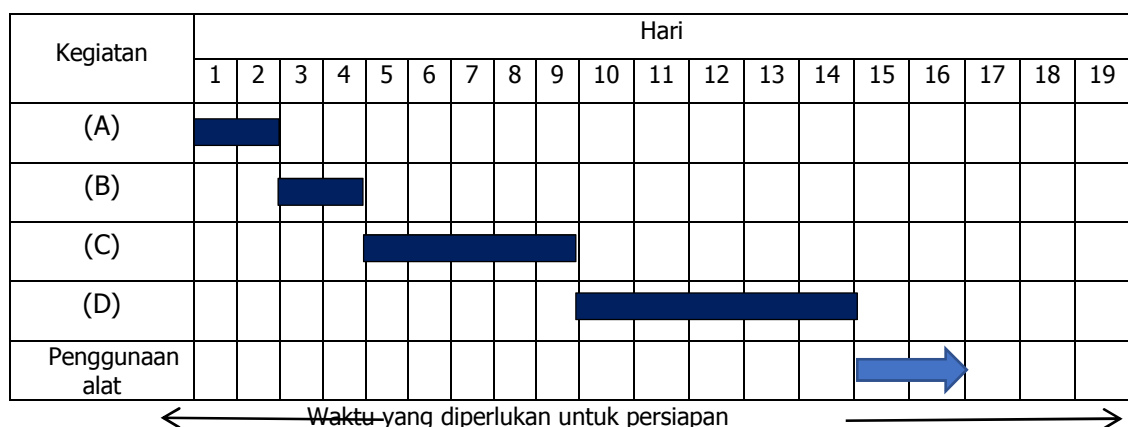 Kegiatan
Hari
1 2 3 4 5 6 7 8 9 10 11 12 13 14 15 16 17 18 19
(A)
(B)
(C)
(D)
Penggunaan
alat
Waktu yang diperlukan untuk persiapan